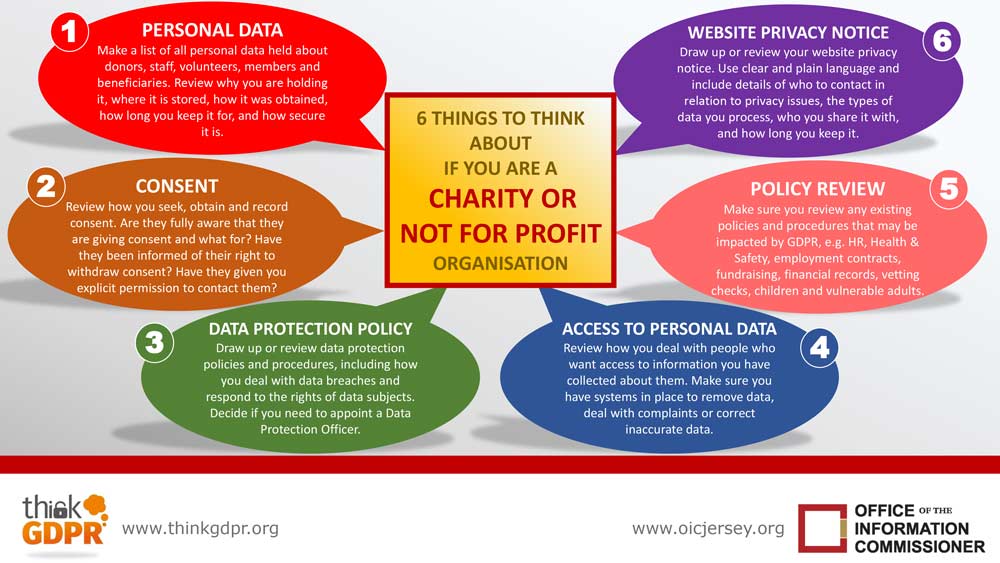 6 THINGS TO THINK
ABOUT
IF YOU ARE A
CHARITY OR
NOT FOR PROFIT
ORGANISATION
1
PERSONAL DATA
Make a list of all personal data held about
donors, staff, volunteers, members and
beneficiaries. Review why you are holding
it, where it is stored, how it was obtained,
how long you keep it for, and how secure
it is.
2
CONSENT
Review how you seek, obtain and record
consent. Are they fully aware that they
are giving consent and what for? Have
they been informed of their right to
withdraw consent? Have they given you
explicit permission to contact them?
3
DATA PROTECTION POLICY
Draw up or review data protection
policies and procedures, including how
you deal with data breaches and
respond to the rights of data subjects.
Decide if you need to appoint a Data
Protection Officer.
4
ACCESS TO PERSONAL DATA
Review how you deal with people who
want access to information you have
collected about them. Make sure you
have systems in place to remove data,
deal with complaints or correct
inaccurate data.
5
POLICY REVIEW
Make sure you review any existing
policies and procedures that may be
impacted by GDPR, e.g. HR, Health &
Safety, employment contracts,
fundraising, financial records, vetting
checks, children and vulnerable adults.
6
WEBSITE PRIVACY NOTICE
Draw up or review your website privacy
notice. Use clear and plain language and
include details of who to contact in
relation to privacy issues, the types of
data you process, who you share it with,
and how long you keep it.
think
GDPR
www.thinkgdpr.org
www.oicjersey.org
OFFICE OF THE
INFORMATION
COMMISSIONER